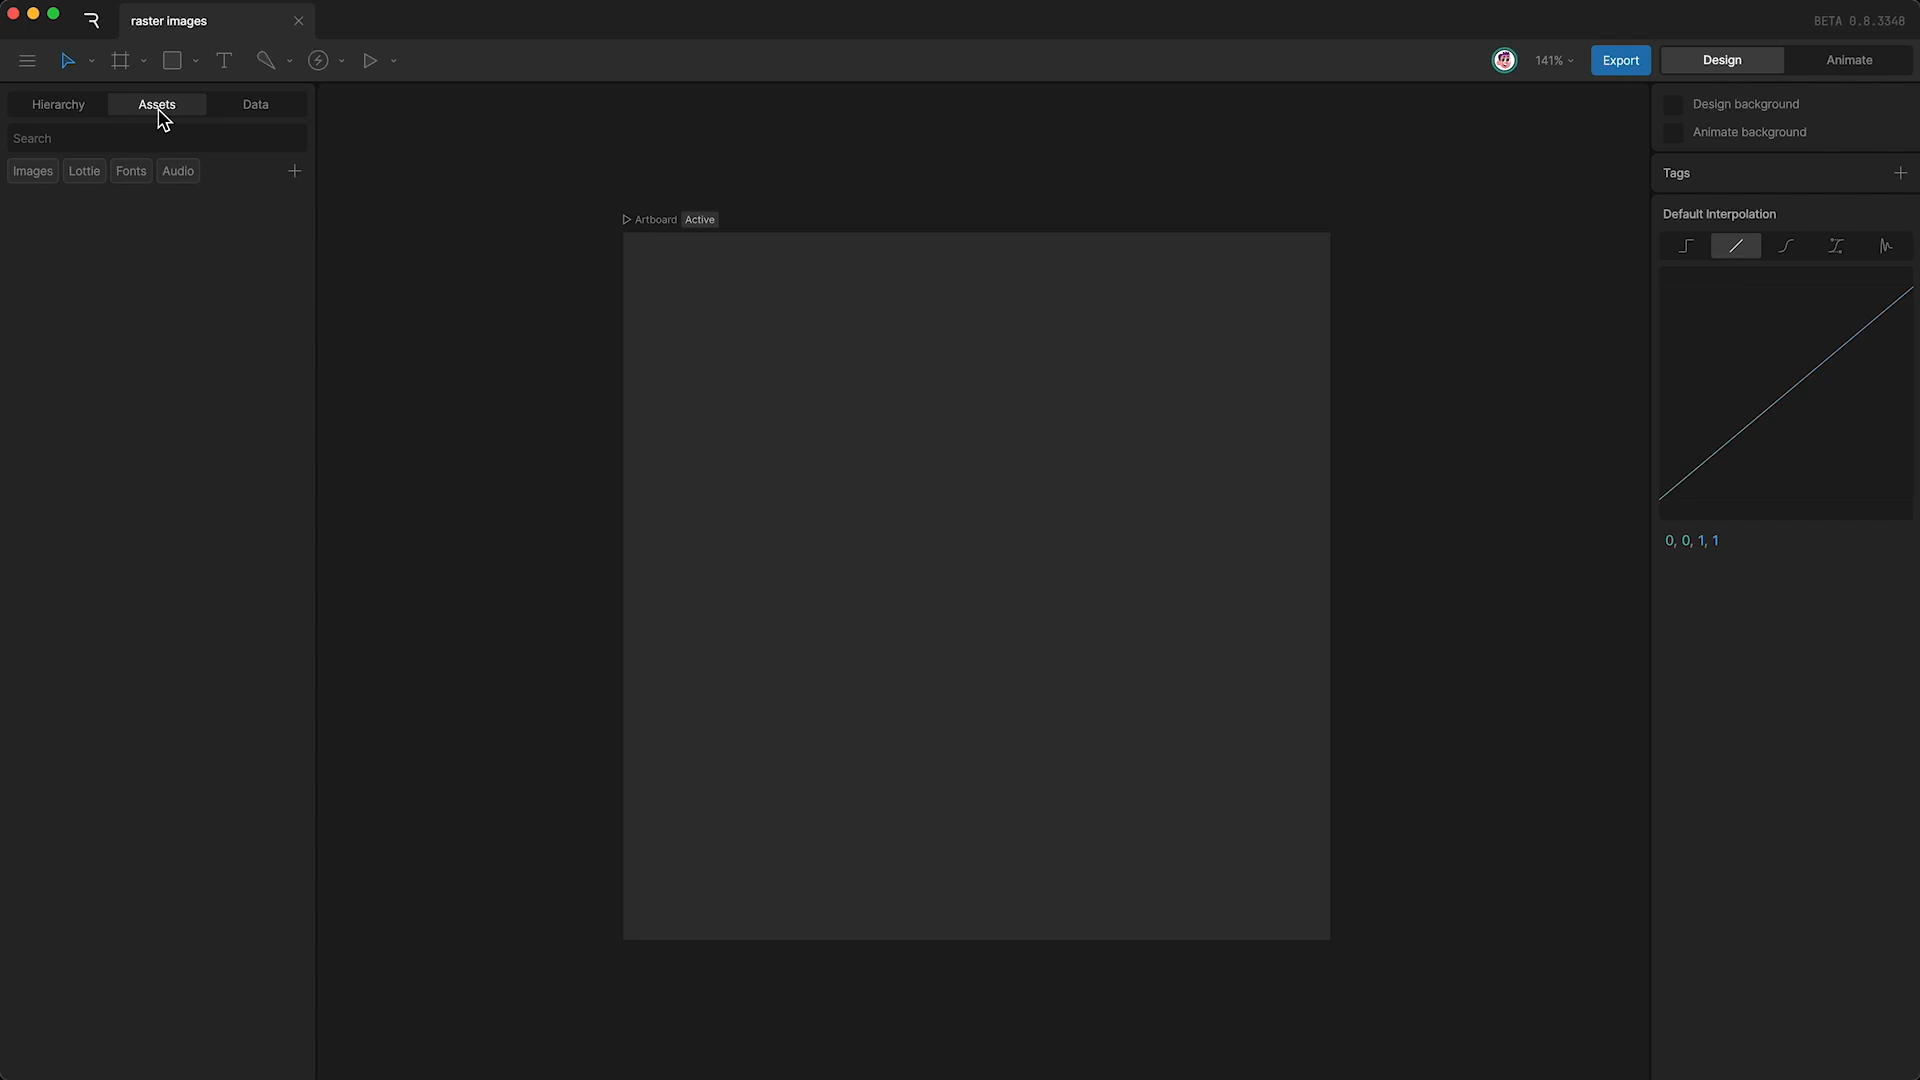 raster images
BETA 0.8.3348
141%
Export
Design
Animate
Hierarchy
Assets
Data
Search
Images
Lottie
Fonts
Audio
Artboard
Active
Design background
Animate background
Tags
Default Interpolation
0, 0, 1, 1